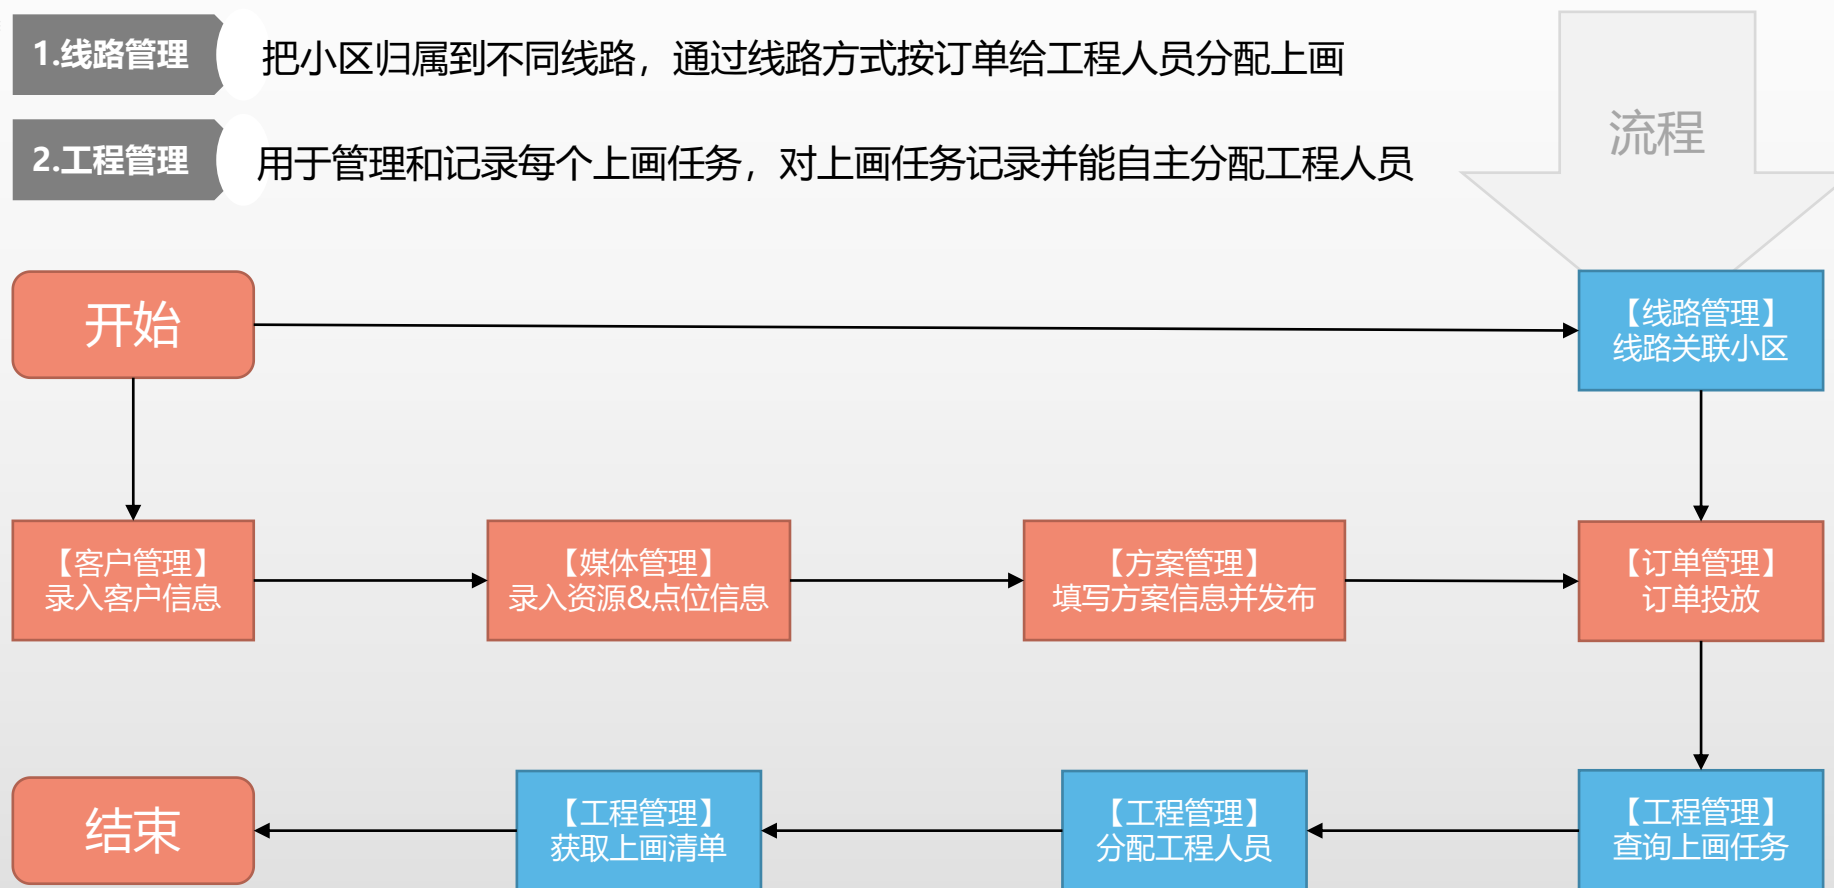 1.线路管理
把小区归属到不同线路，通过线路方式按订单给工程人员分配上画
2.工程管理
用于管理和记录每个上画任务，对上画任务记录并能自主分配工程人员
流程
开始
【线路管理】
线路关联小区
【客户管理】
录入客户信息
【媒体管理】
录入资源&点位信息
【方案管理】
填写方案信息并发布
【订单管理】
订单投放
结束
【工程管理】
获取上画清单
【工程管理】
分配工程人员
【工程管理】
查询上画任务